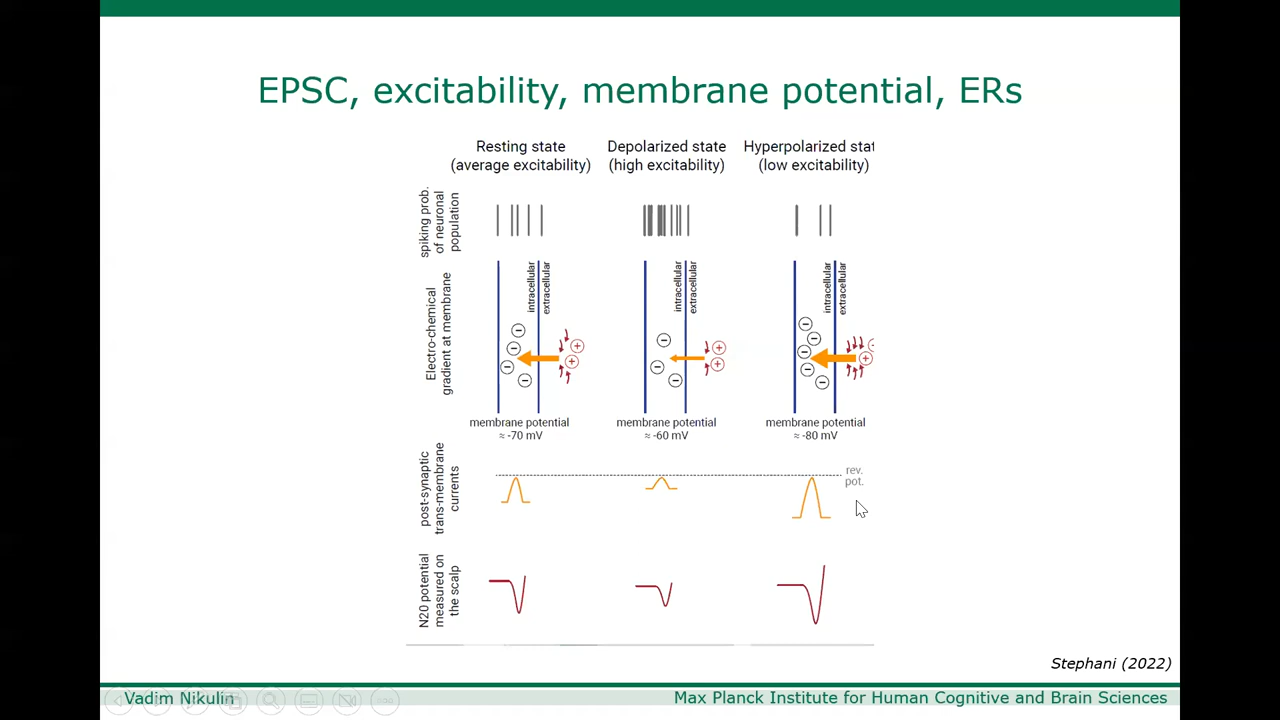 EPSC, excitability, membrane potential, ERs
Resting state
(average excitability)
Depolarized state
(high excitability)
Hyperpolarized stat
(low excitability)
spiking prob.
of neuronal
population
Electro-chemical
gradient at membrane
intracellular
extracellular
intracellular
extracellular
intracellular
extracellular
membrane potential
≈ -70 mV
membrane potential
≈ -60 mV
membrane potential
≈ -80 mV
post-synaptic
trans-membrane
currents
rev.
pot.
N20 potential
measured on
the scalp
Stephani (2022)
Vadim Nikulin
Max Planck Institute for Human Cognitive and Brain Sciences